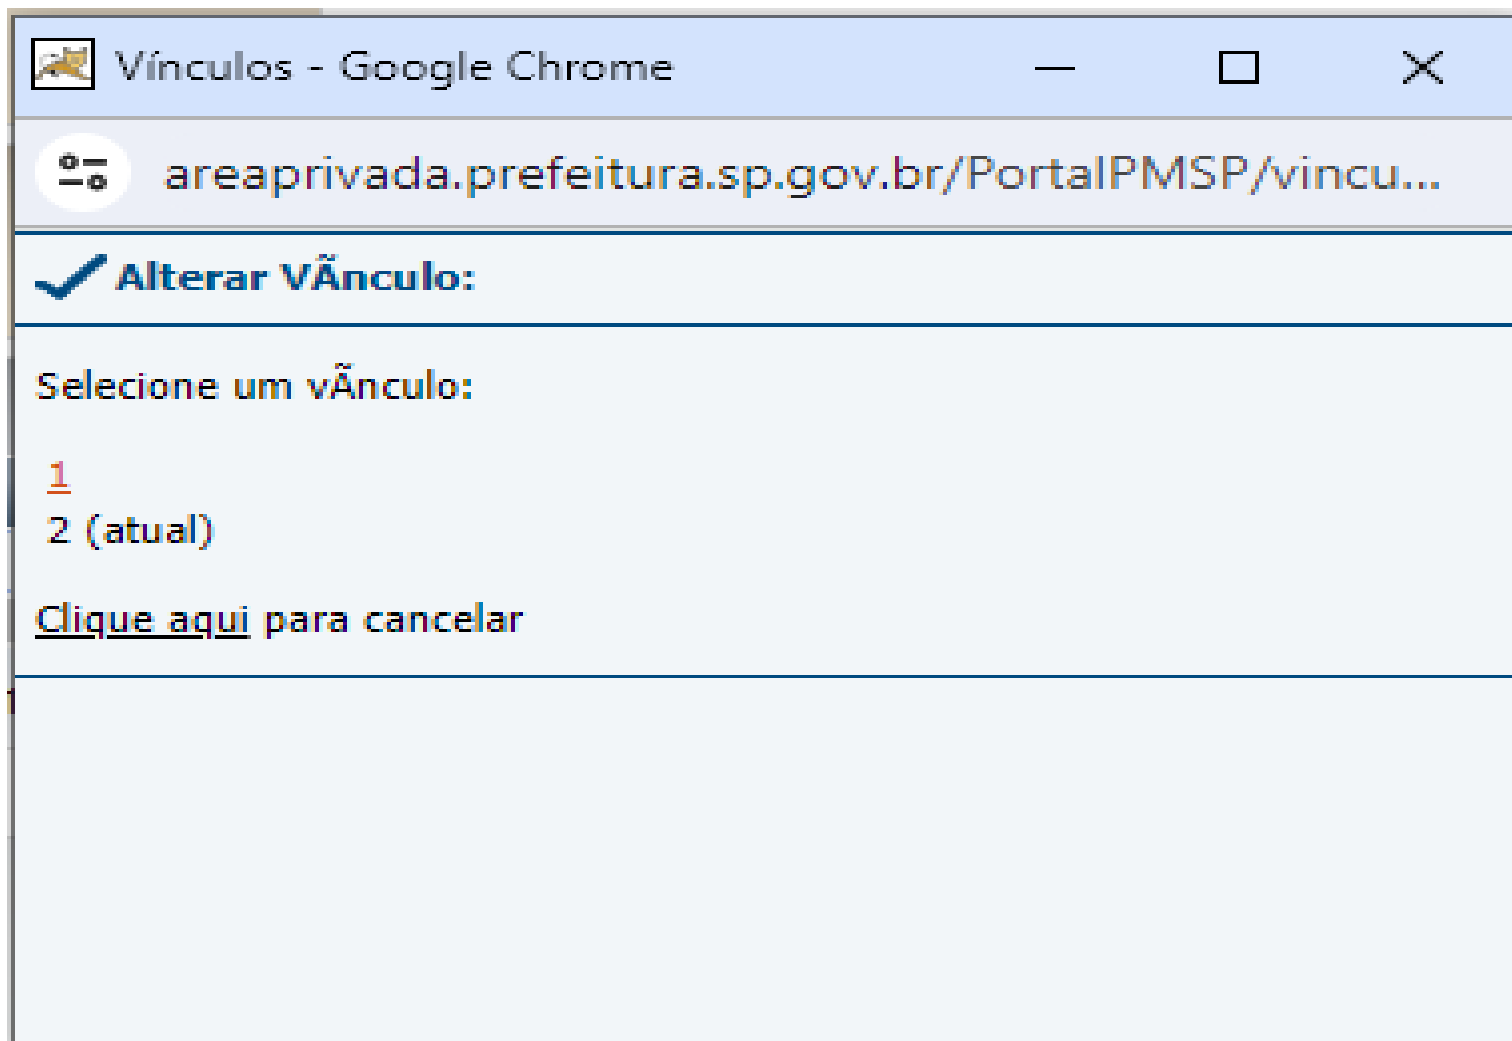 Vínculos - Google Chrome
areaprivada.prefeitura.sp.gov.br/PortalPMSP/vincu...
Alterar VÃnculo:
Selecione um vÃnculo:
1
2 (atual)
Clique aqui para cancelar